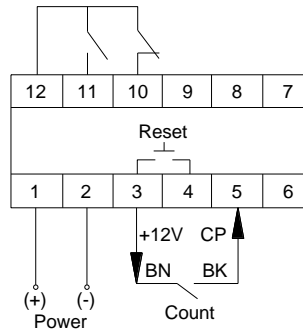 12 11 10 9 8 7
Reset
1 2 3 4 5 6
+12V CP
BN BK
(+) (-)
Count
Power